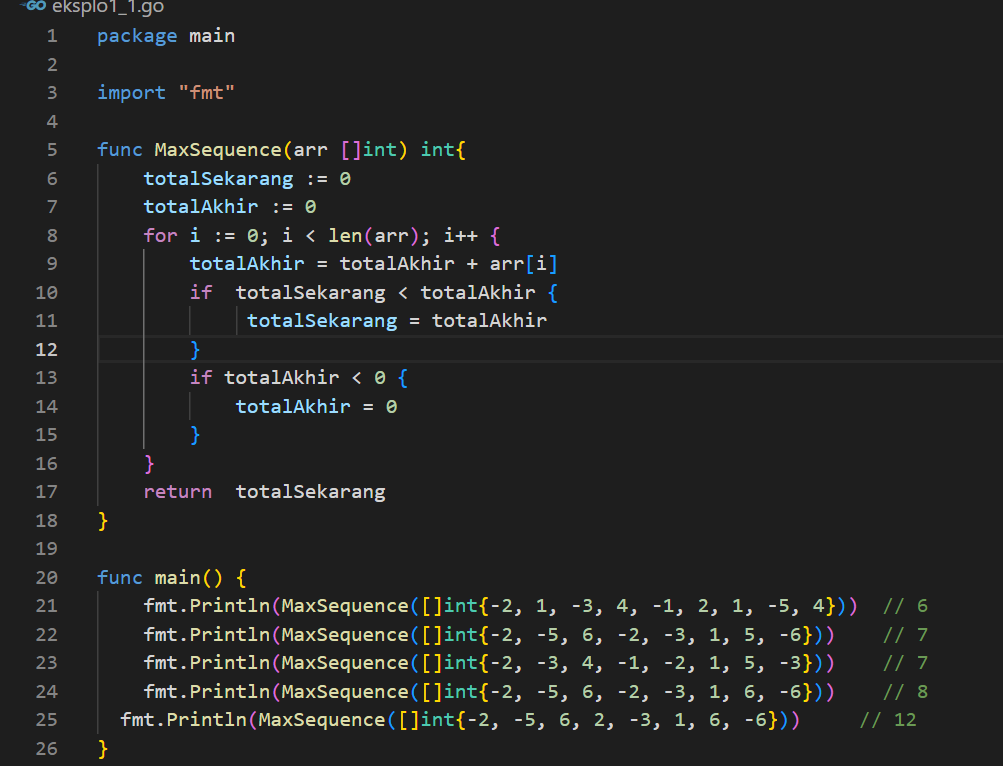 GO eksplo1_1.go
1 package main
2
3 import "fmt"
4
5 func MaxSequence(arr []int) int{
6     totalSekarang := 0
7     totalAkhir := 0
8     for i := 0; i < len(arr); i++ {
9         totalAkhir = totalAkhir + arr[i]
10         if  totalSekarang < totalAkhir {
11              totalSekarang = totalAkhir
12         }
13         if totalAkhir < 0 {
14             totalAkhir = 0
15         }
16     }
17     return  totalSekarang
18 }
19
20 func main() {
21     fmt.Println(MaxSequence([]int{-2, 1, -3, 4, -1, 2, 1, -5, 4}))  // 6
22     fmt.Println(MaxSequence([]int{-2, -5, 6, -2, -3, 1, 5, -6}))    // 7
23     fmt.Println(MaxSequence([]int{-2, -3, 4, -1, -2, 1, 5, -3}))    // 7
24     fmt.Println(MaxSequence([]int{-2, -5, 6, -2, -3, 1, 6, -6}))    // 8
25   fmt.Println(MaxSequence([]int{-2, -5, 6, 2, -3, 1, 6, -6}))     // 12
26 }